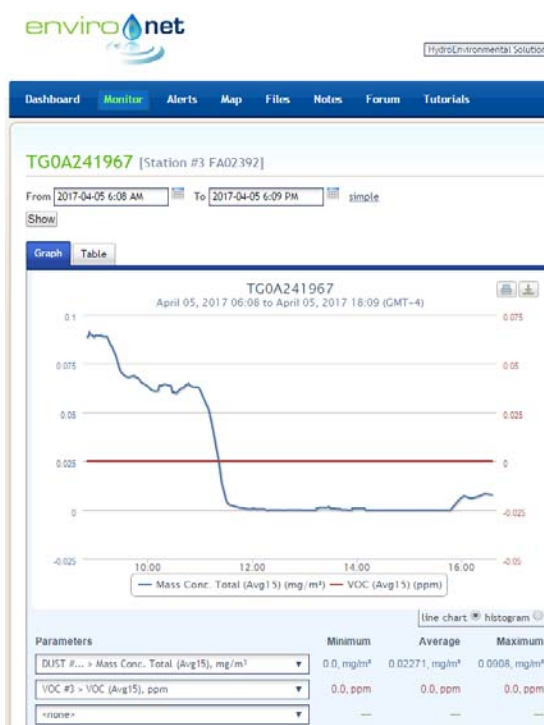 enviro net
HydroEnvironmental Solution
Dashboard Monitor Alerts Map Files Notes Forum Tutorials
TG0A241967 [Station #3 FA02392]
From 2017-04-05 6:08 AM To 2017-04-05 6:09 PM simple
Show
Graph Table
TG0A241967
April 05, 2017 06:08 to April 05, 2017 18:09 (GMT-4)
0.1 0.075
0.075 0.05
0.05 0.025
0.025 0
0 -0.025
-0.025 -0.05
10:00 12:00 14:00 16:00
Mass Conc. Total (Avg15) (mg/m³) VOC (Avg15) (ppm)
line chart histogram
Parameters Minimum Average Maximum
DUST #... > Mass Conc. Total (Avg15), mg/m³ 0.0, mg/m³ 0.02271, mg/m³ 0.0908, mg/m³
VOC #3 > VOC (Avg15), ppm 0.0, ppm 0.0, ppm 0.0, ppm
<none> — — —